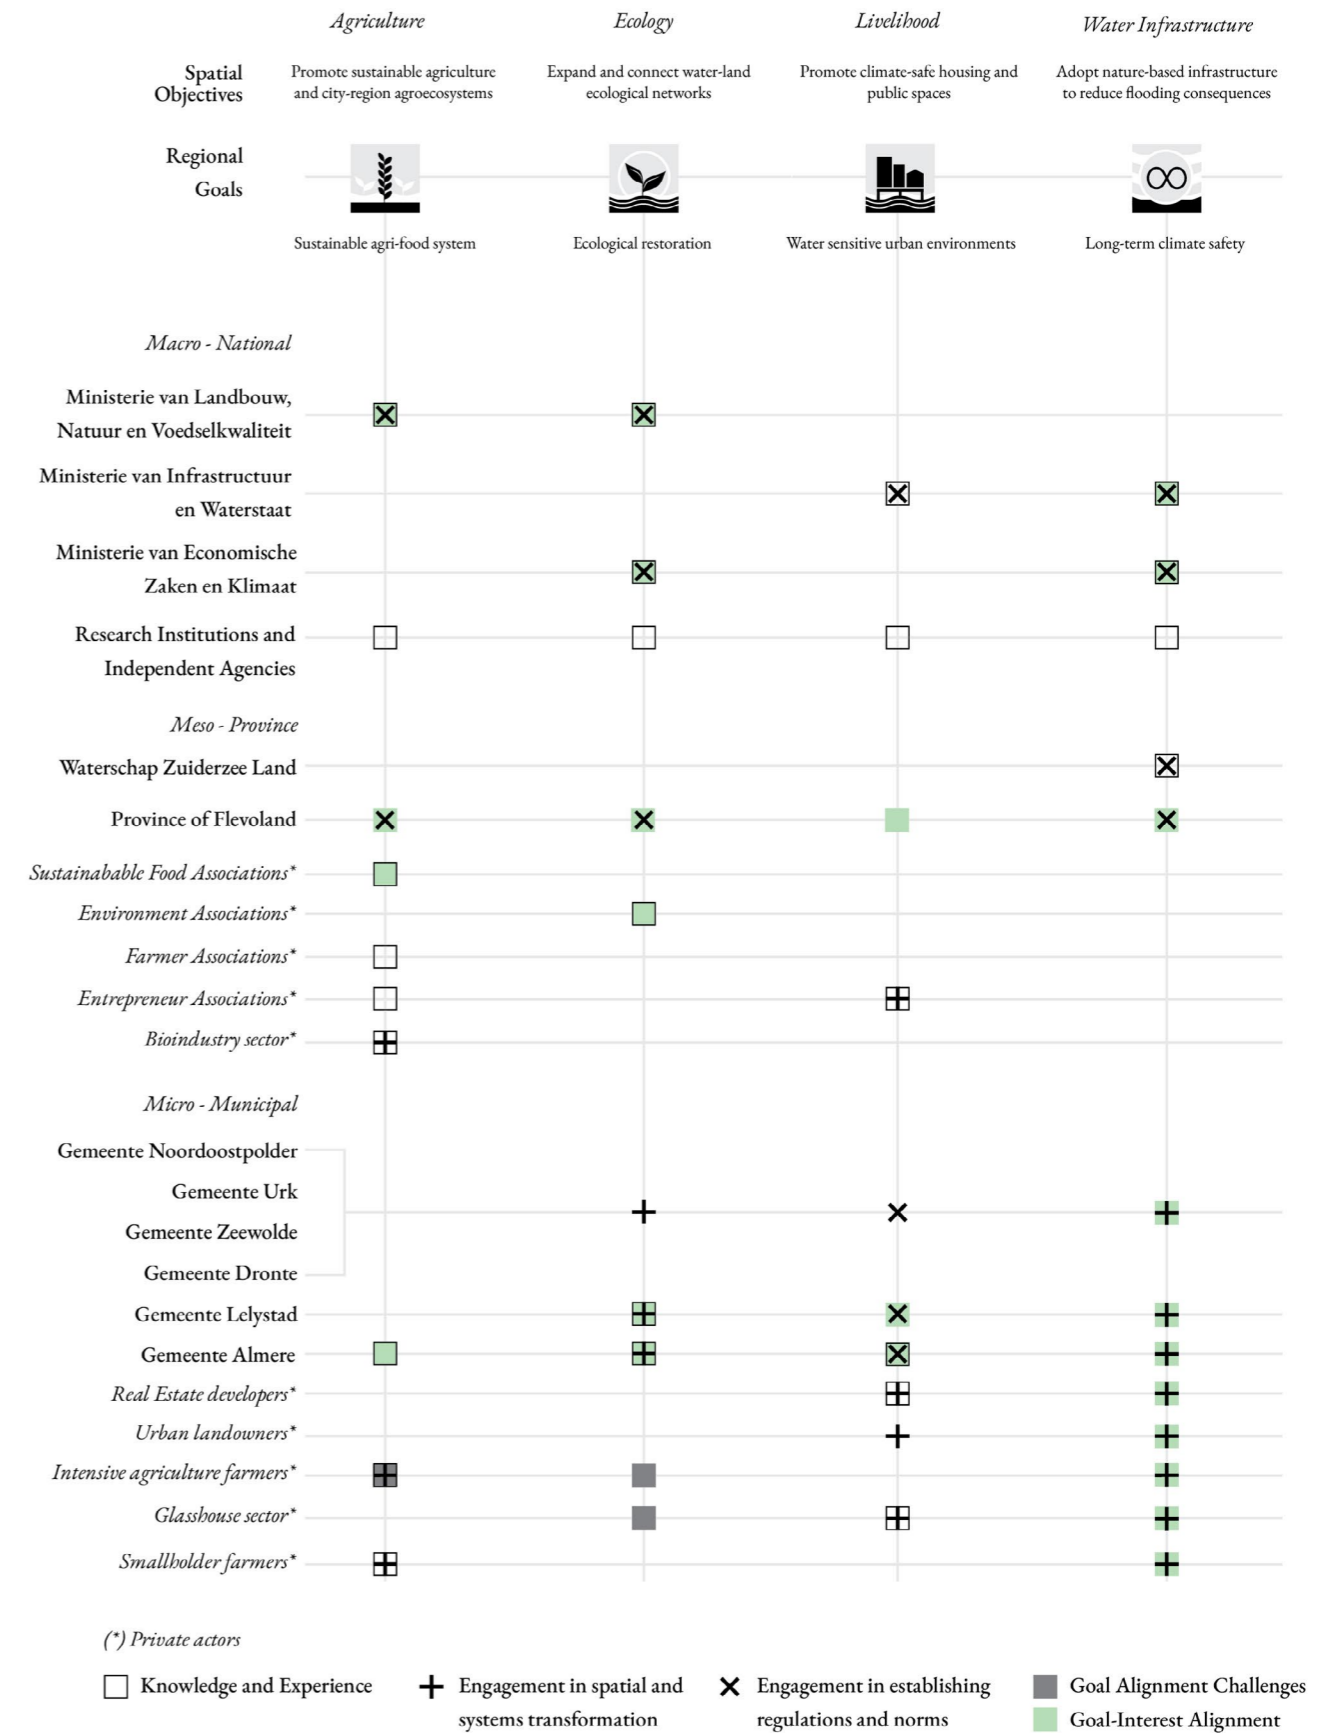 Agriculture
Ecology
Livelihood
Water Infrastructure
Spatial
Objectives
Promote sustainable agriculture
and city-region agroecosystems
Expand and connect water-land
ecological networks
Promote climate-safe housing and
public spaces
Adopt nature-based infrastructure
to reduce flooding consequences
Regional
Goals
Sustainable agri-food system
Ecological restoration
Water sensitive urban environments
Long-term climate safety
Macro - National
Ministerie van Landbouw,
Natuur en Voedselkwaliteit
Ministerie van Infrastructuur
en Waterstaat
Ministerie van Economische
Zaken en Klimaat
Research Institutions and
Independent Agencies
Meso - Province
Waterschap Zuiderzee Land
Province of Flevoland
Sustainabable Food Associations*
Environment Associations*
Farmer Associations*
Entrepreneur Associations*
Bioindustry sector*
Micro - Municipal
Gemeente Noordoostpolder
Gemeente Urk
Gemeente Zeewolde
Gemeente Dronte
Gemeente Lelystad
Gemeente Almere
Real Estate developers*
Urban landowners*
Intensive agriculture farmers*
Glasshouse sector*
Smallholder farmers*
(*) Private actors
Knowledge and Experience
Engagement in spatial and
systems transformation
Engagement in establishing
regulations and norms
Goal Alignment Challenges
Goal-Interest Alignment